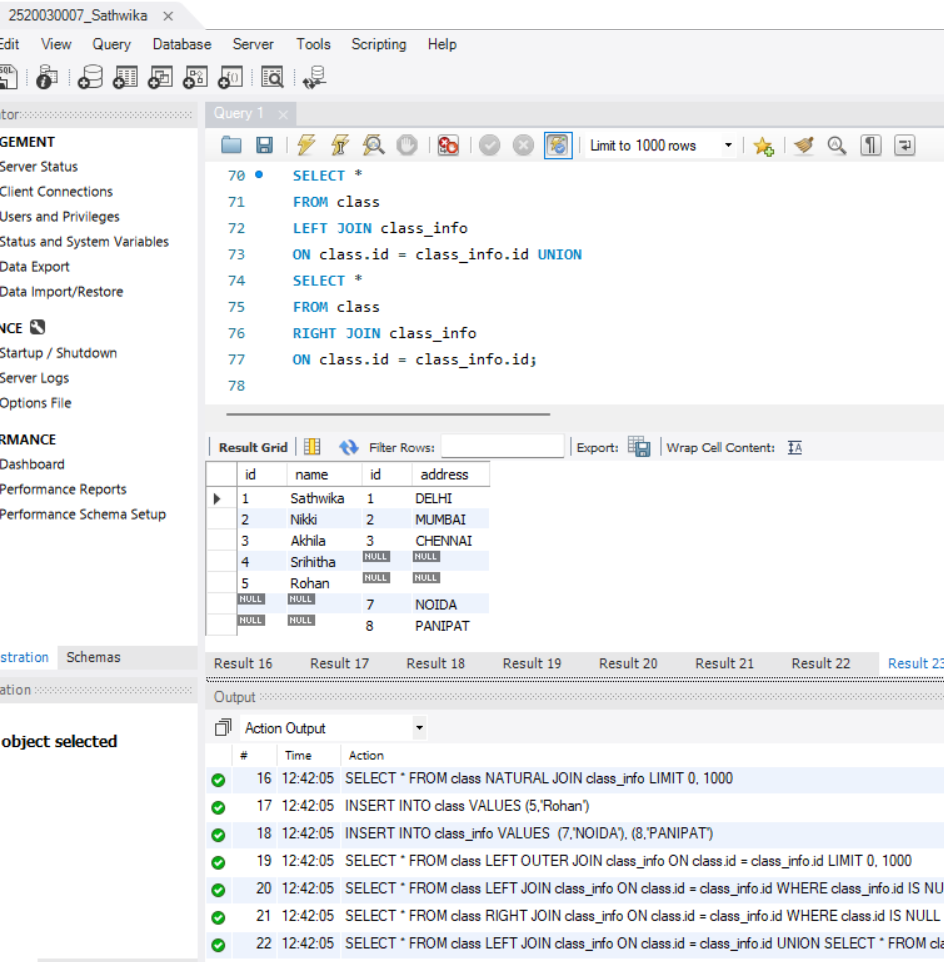 2520030007_Sathwika ×
Edit View Query Database Server Tools Scripting Help
Query 1 ×
GEMENT
Server Status
Client Connections
Users and Privileges
Status and System Variables
Data Export
Data Import/Restore
NCE
Startup / Shutdown
Server Logs
Options File
RMANCE
Dashboard
Performance Reports
Performance Schema Setup
stration Schemas
object selected
Limit to 1000 rows
70 SELECT *
71 FROM class
72 LEFT JOIN class_info
73 ON class.id = class_info.id UNION
74 SELECT *
75 FROM class
76 RIGHT JOIN class_info
77 ON class.id = class_info.id;
78
Result Grid Filter Rows: Export: Wrap Cell Content:
id name id address
1 Sathwika 1 DELHI
2 Nikki 2 MUMBAI
3 Akhila 3 CHENNAI
4 Srihitha NULL NULL
5 Rohan NULL NULL
NULL NULL 7 NOIDA
NULL NULL 8 PANIPAT
Result 16 Result 17 Result 18 Result 19 Result 20 Result 21 Result 22 Result 23
Output
Action Output
# Time Action
16 12:42:05 SELECT * FROM class NATURAL JOIN class_info LIMIT 0, 1000
17 12:42:05 INSERT INTO class VALUES (5,'Rohan')
18 12:42:05 INSERT INTO class_info VALUES (7,'NOIDA'), (8,'PANIPAT')
19 12:42:05 SELECT * FROM class LEFT OUTER JOIN class_info ON class.id = class_info.id LIMIT 0, 1000
20 12:42:05 SELECT * FROM class LEFT JOIN class_info ON class.id = class_info.id WHERE class_info.id IS NU
21 12:42:05 SELECT * FROM class RIGHT JOIN class_info ON class.id = class_info.id WHERE class.id IS NULL
22 12:42:05 SELECT * FROM class LEFT JOIN class_info ON class.id = class_info.id UNION SELECT * FROM cla